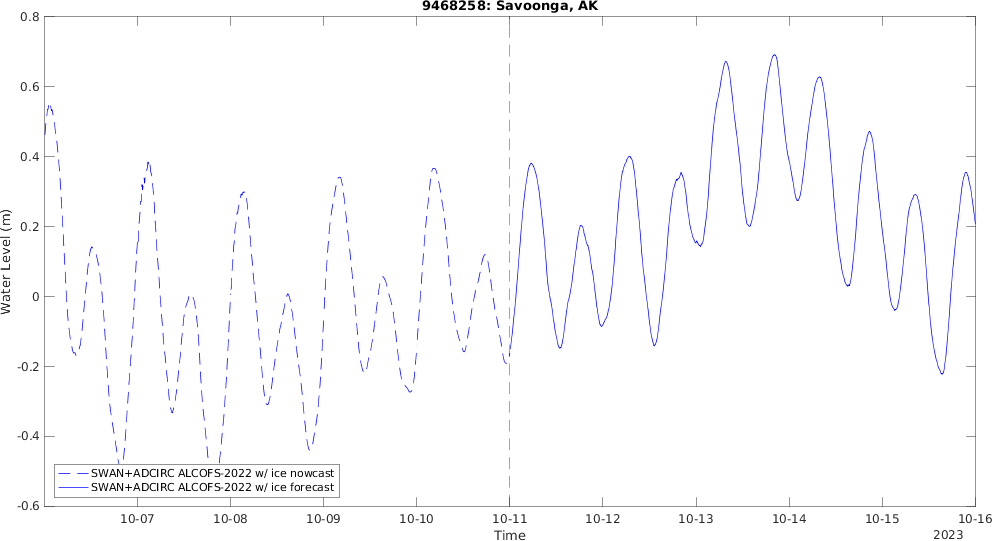 9468258: Savoonga, AK
0.8
0.6
0.4
0.2
0
-0.2
-0.4
-0.6
Water Level (m)
SWAN+ADCIRC ALCOFS-2022 w/ ice nowcast
SWAN+ADCIRC ALCOFS-2022 w/ ice forecast
10-07 10-08 10-09 10-10 10-11 10-12 10-13 10-14 10-15 10-16
Time
2023